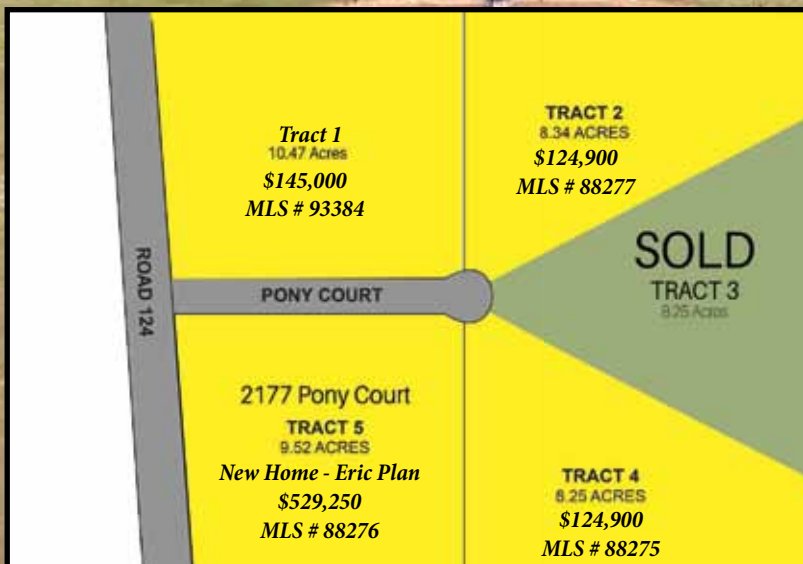 Tract 1
10.47 Acres
$145,000
MLS # 93384
TRACT 2
8.34 ACRES
$124,900
MLS # 88277
SOLD
TRACT 3
8.25 Acres
ROAD 124
PONY COURT
2177 Pony Court
TRACT 5
9.52 ACRES
New Home - Eric Plan
$529,250
MLS # 88276
TRACT 4
8.25 ACRES
$124,900
MLS # 88275